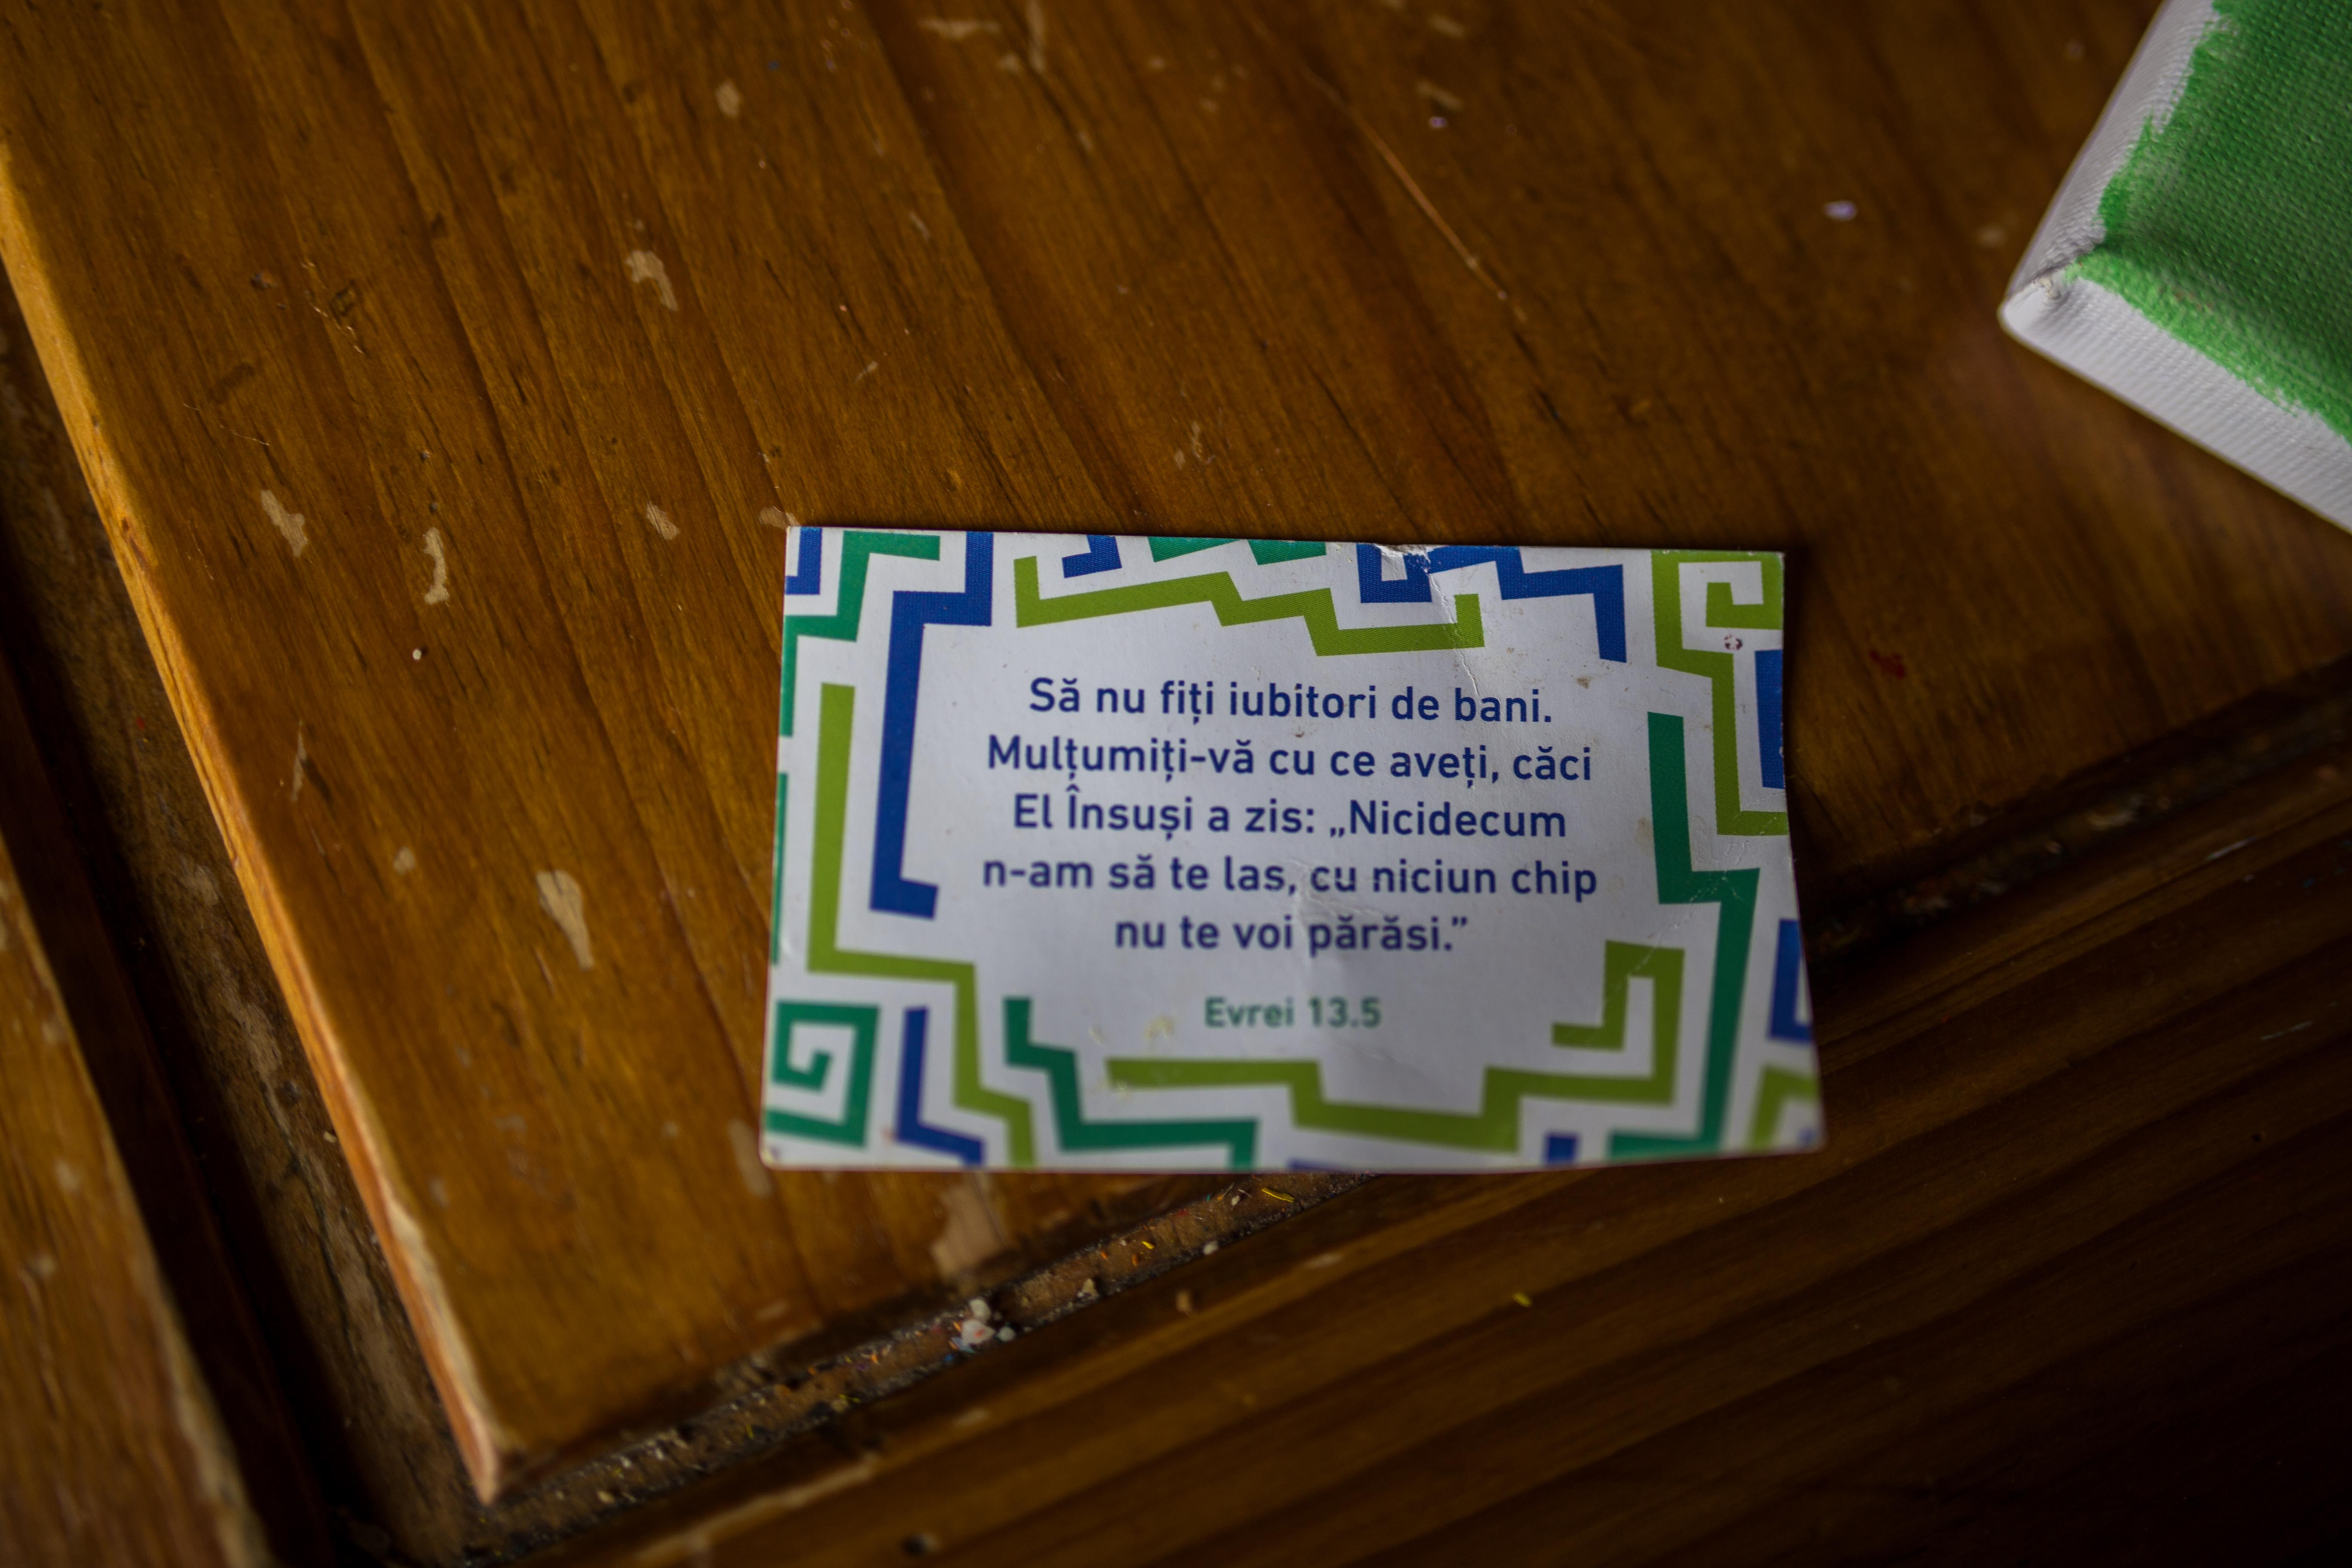 Să nu fiți iubitori de bani.
Mulțumiți-vă cu ce aveți, căci
El Însuși a zis: „Nicidecum
n-am să te las, cu niciun chip
nu te voi părăsi.”
Evrei 13.5